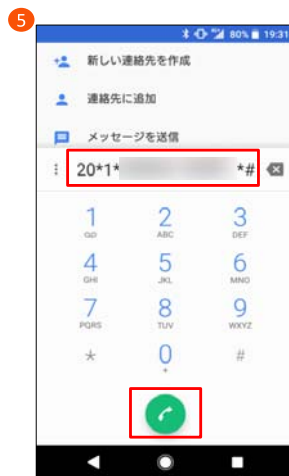 5
80% 19:31
新しい連絡先を作成
連絡先に追加
メッセージを送信
20*1* *#
1 2 3
ABC DEF
4 5 6
GHI JKL MNO
7 8 9
PQRS TUV WXYZ
* 0 #
+